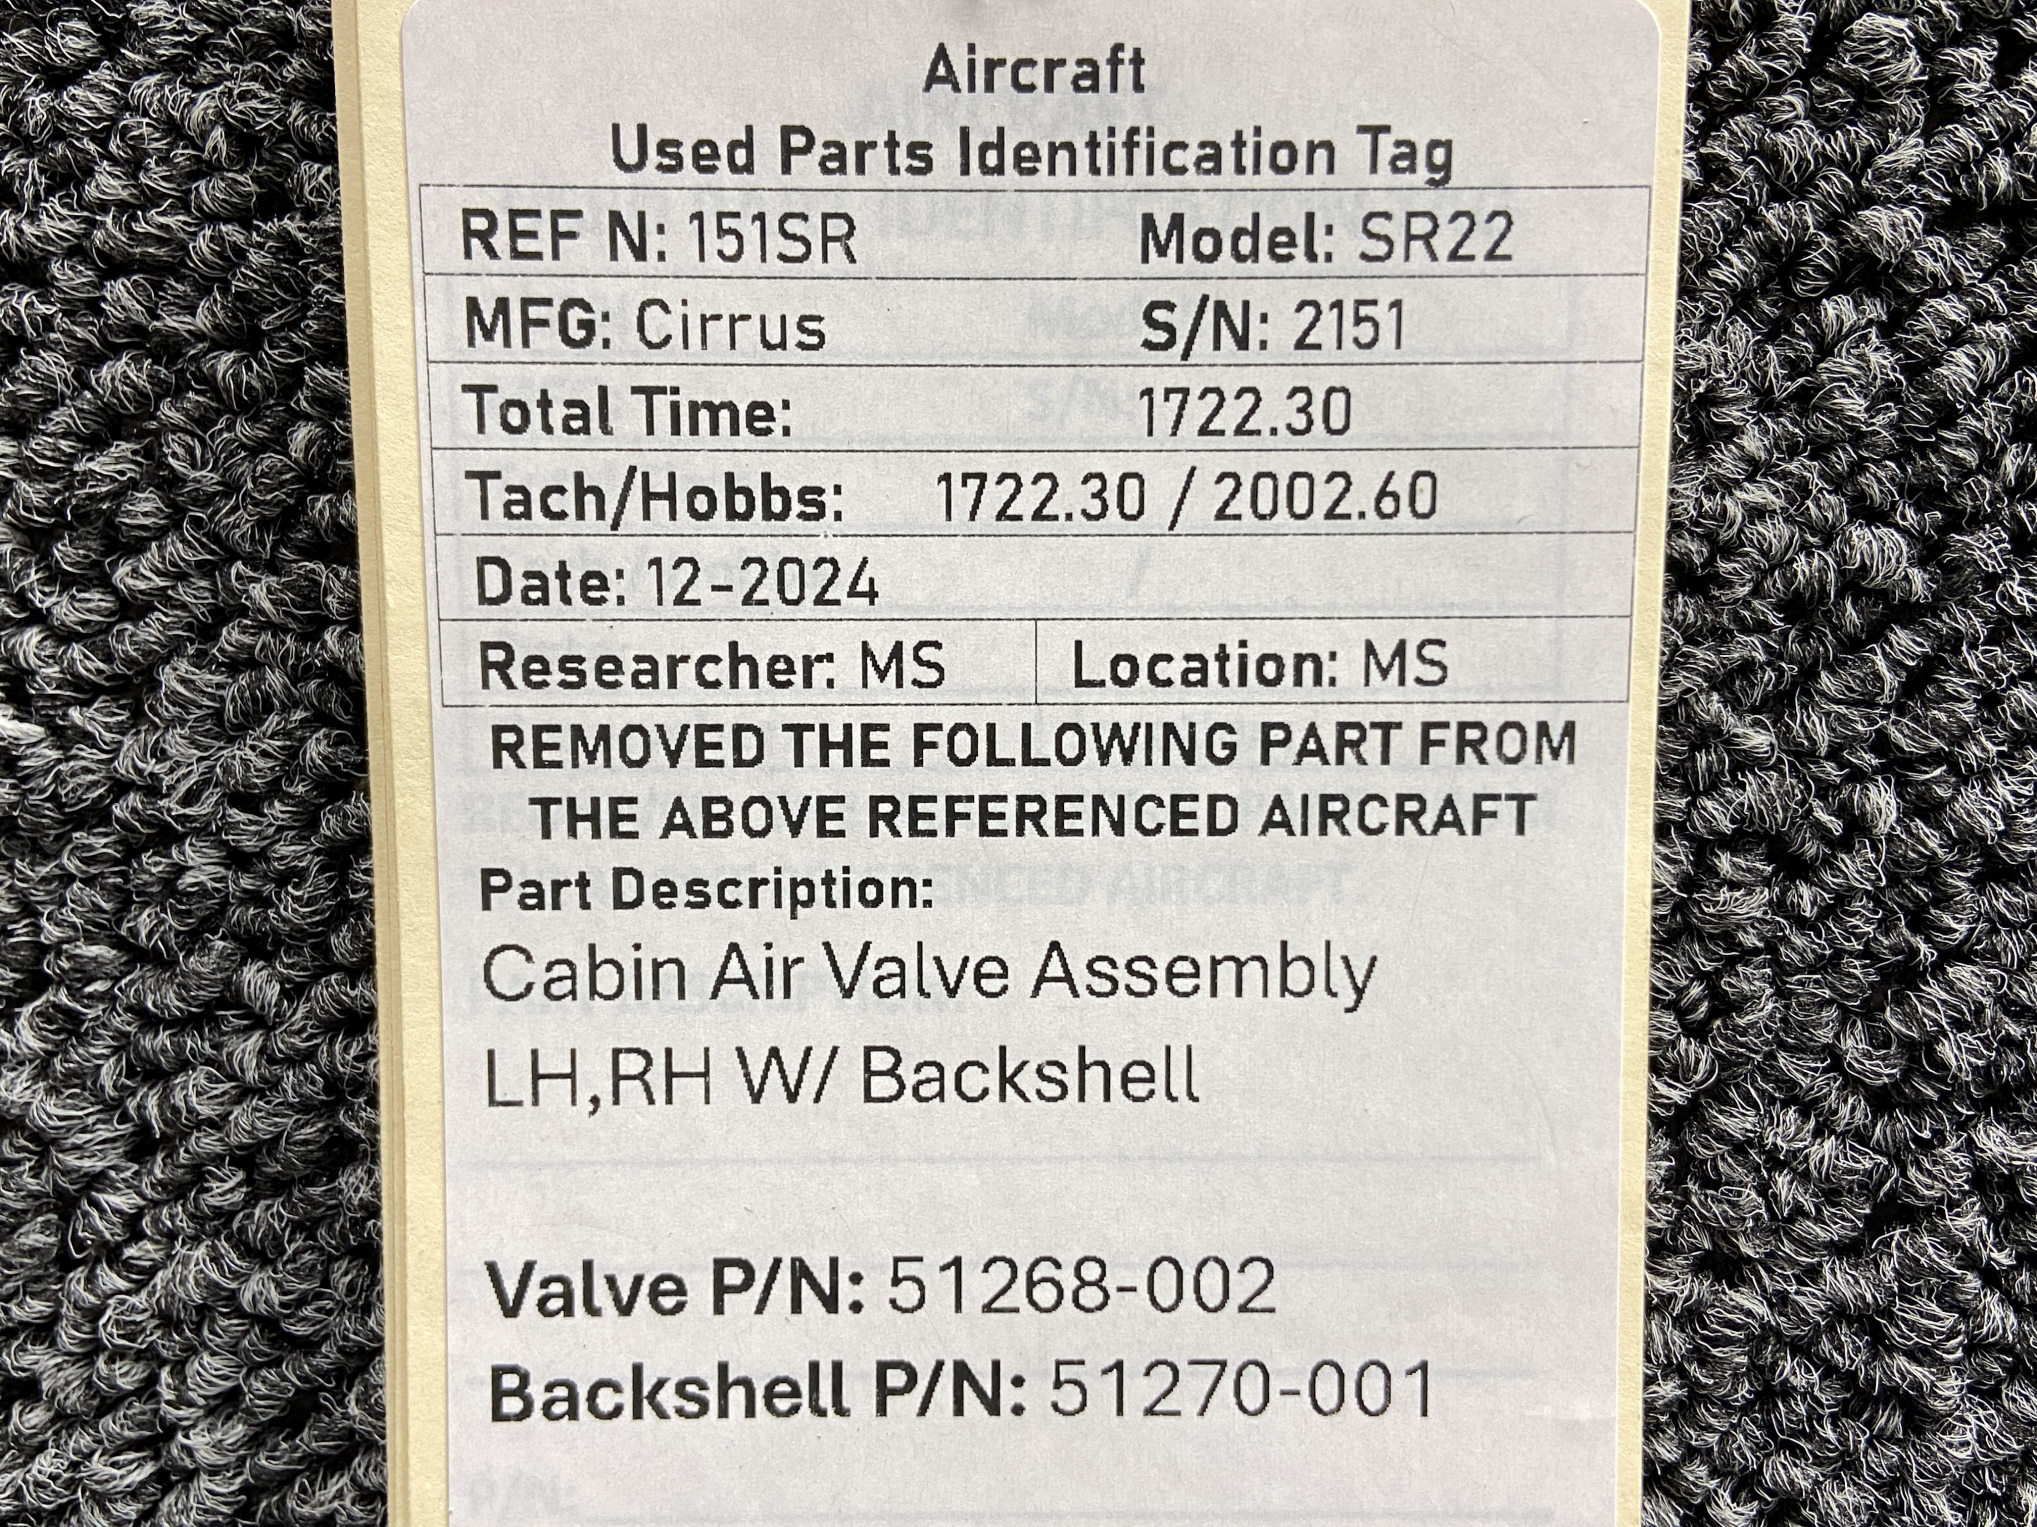 Aircraft
Used Parts Identification Tag
REF N: 151SR Model: SR22
MFG: Cirrus S/N: 2151
Total Time: 1722.30
Tach/Hobbs: 1722.30 / 2002.60
Date: 12-2024
Researcher: MS Location: MS
REMOVED THE FOLLOWING PART FROM
THE ABOVE REFERENCED AIRCRAFT
Part Description:
Cabin Air Valve Assembly
LH,RH W/ Backshell
Valve P/N: 51268-002
Backshell P/N: 51270-001
P/N: